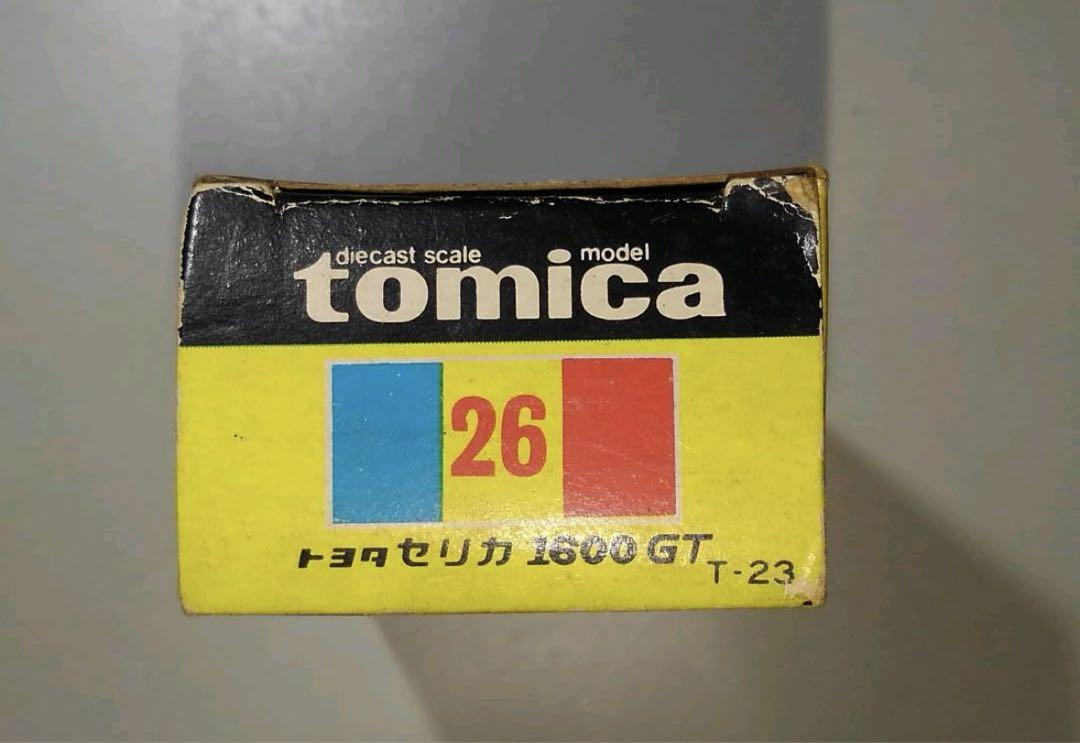 diecast scale model
tomica
26
トヨタ セリカ 1600 GT
T-23